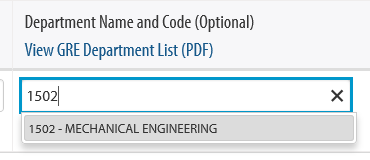 Department Name and Code (Optional)
View GRE Department List (PDF)
1502
1502 - MECHANICAL ENGINEERING